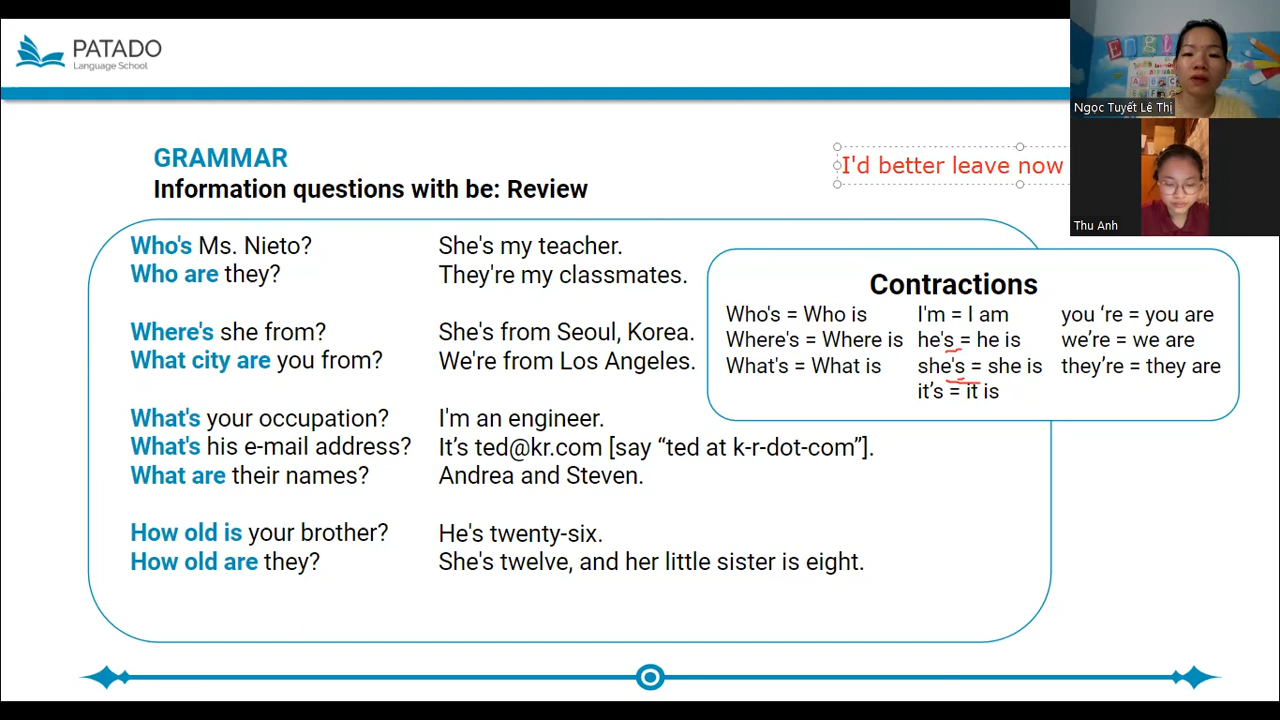 PATADO
Language School
Ngọc Tuyết Lê Thị
Thu Anh
GRAMMAR
Information questions with be: Review
I'd better leave now
Who's Ms. Nieto? She's my teacher.
Who are they? They're my classmates.
Where's she from? She's from Seoul, Korea.
What city are you from? We're from Los Angeles.
What's your occupation? I'm an engineer.
What's his e-mail address? It’s ted@kr.com [say “ted at k-r-dot-com”].
What are their names? Andrea and Steven.
How old is your brother? He's twenty-six.
How old are they? She's twelve, and her little sister is eight.
Contractions
Who's = Who is I'm = I am you ‘re = you are
Where's = Where is he's = he is we’re = we are
What's = What is she's = she is they’re = they are
it’s = it is